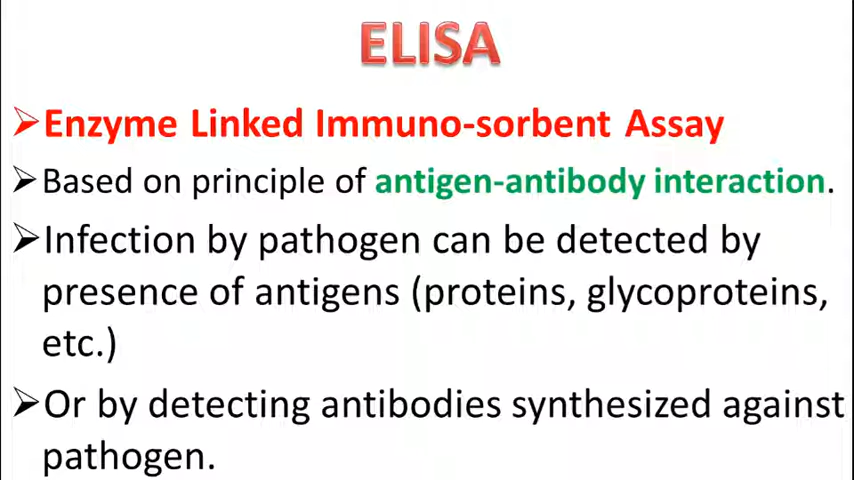 ELISA
➢Enzyme Linked Immuno-sorbent Assay
➢Based on principle of antigen-antibody interaction.
➢Infection by pathogen can be detected by
presence of antigens (proteins, glycoproteins,
etc.)
➢Or by detecting antibodies synthesized against
pathogen.